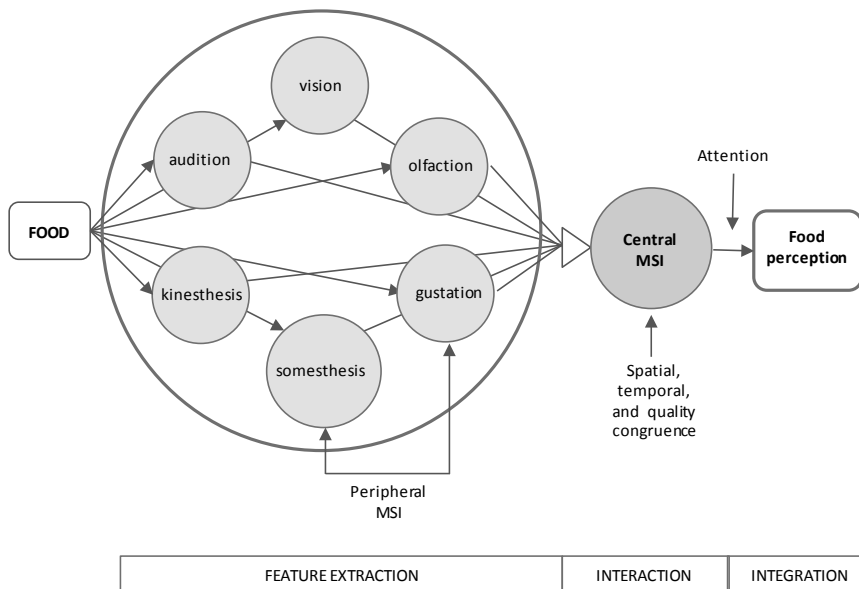 vision
audition
olfaction
Attention
FOOD
Central
MSI
Food
perception
kinesthesis
gustation
somesthesis
Spatial,
temporal,
and quality
congruence
Peripheral
MSI
FEATURE EXTRACTION
INTERACTION
INTEGRATION